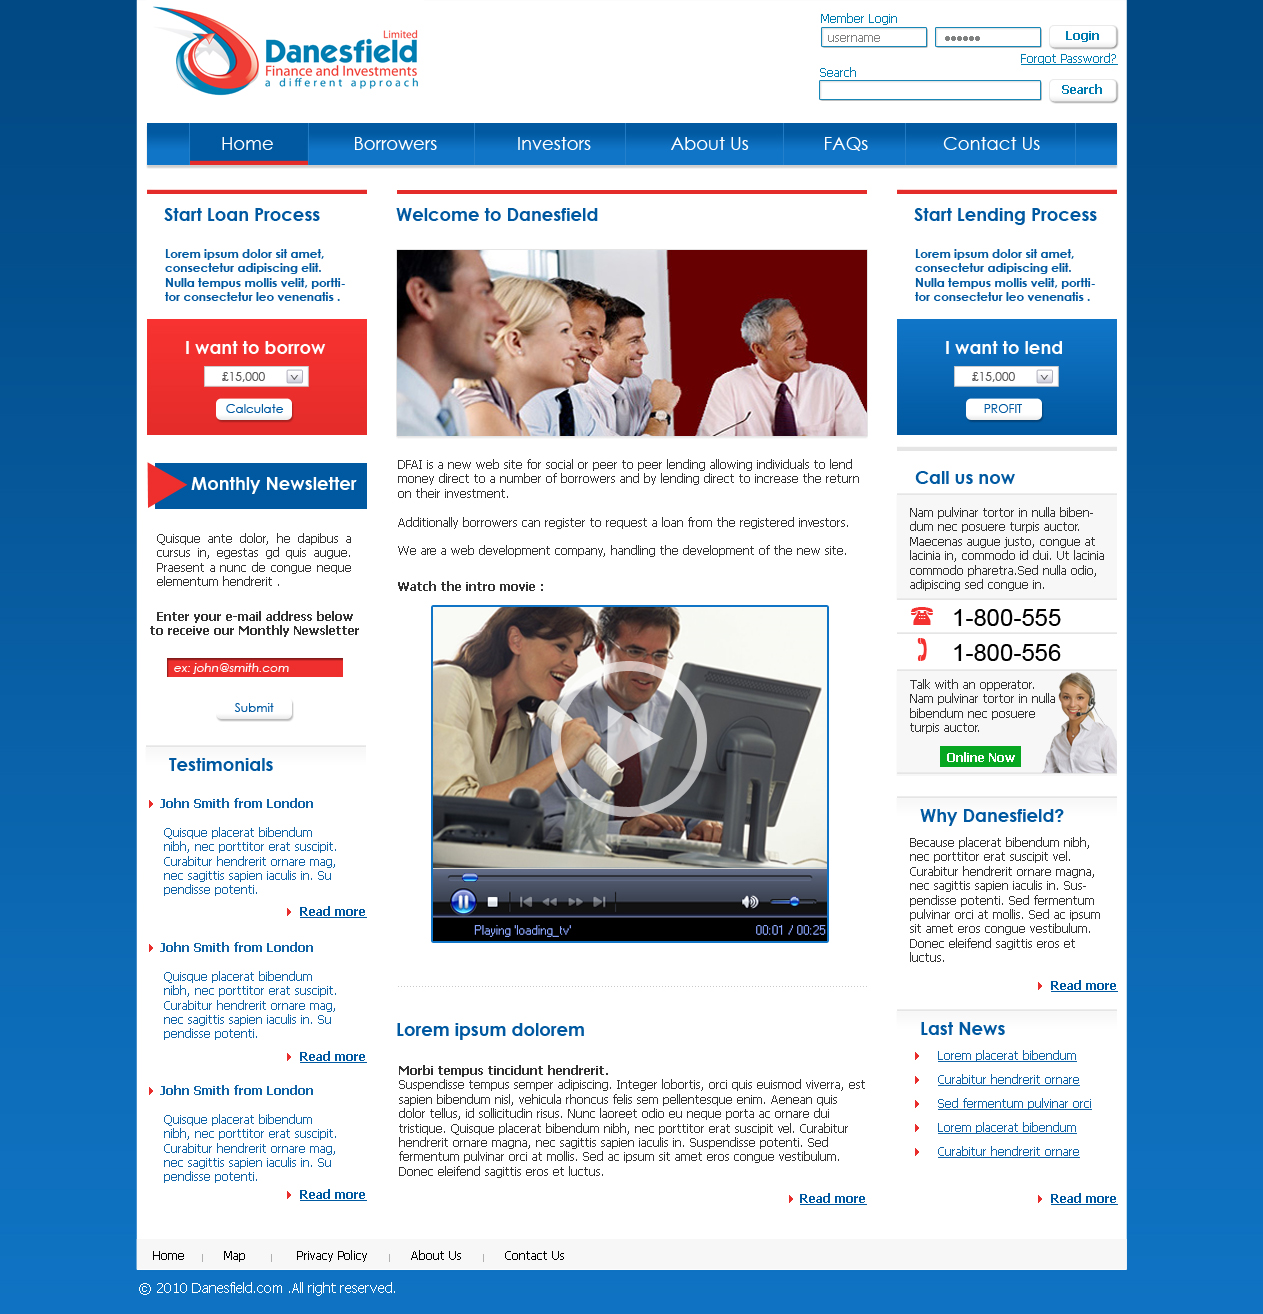 Limited
Danesfield
Finance and Investments
a different approach
Member Login
username
••••••
Login
Forgot Password?
Search
Search
Home
Borrowers
Investors
About Us
FAQs
Contact Us
Start Loan Process
Lorem ipsum dolor sit amet,
consectetur adipiscing elit.
Nulla tempus mollis velit, portti-
tor consectetur leo venenatis .
I want to borrow
£15,000
Calculate
Monthly Newsletter
Quisque ante dolor, he dapibus a
cursus in, egestas gd quis augue.
Praesent a nunc de congue neque
elementum hendrerit .
Enter your e-mail address below
to receive our Monthly Newsletter
ex: john@smith.com
Submit
Testimonials
John Smith from London
Quisque placerat bibendum
nibh, nec porttitor erat suscipit.
Curabitur hendrerit ornare mag,
nec sagittis sapien iaculis in. Su
pendisse potenti.
Read more
John Smith from London
Quisque placerat bibendum
nibh, nec porttitor erat suscipit.
Curabitur hendrerit ornare mag,
nec sagittis sapien iaculis in. Su
pendisse potenti.
Read more
John Smith from London
Quisque placerat bibendum
nibh, nec porttitor erat suscipit.
Curabitur hendrerit ornare mag,
nec sagittis sapien iaculis in. Su
pendisse potenti.
Read more
Welcome to Danesfield
DFAI is a new web site for social or peer to peer lending allowing individuals to lend
money direct to a number of borrowers and by lending direct to increase the return
on their investment.
Additionally borrowers can register to request a loan from the registered investors.
We are a web development company, handling the development of the new site.
Watch the intro movie :
Playing 'loading_tv'
00:01 / 00:25
Lorem ipsum dolorem
Morbi tempus tincidunt hendrerit.
Suspendisse tempus semper adipiscing. Integer lobortis, orci quis euismod viverra, est
sapien bibendum nisl, vehicula rhoncus felis sem pellentesque enim. Aenean quis
dolor tellus, id sollicitudin risus. Nunc laoreet odio eu neque porta ac ornare dui
tristique. Quisque placerat bibendum nibh, nec porttitor erat suscipit vel. Curabitur
hendrerit ornare magna, nec sagittis sapien iaculis in. Suspendisse potenti. Sed
fermentum pulvinar orci at mollis. Sed ac ipsum sit amet eros congue vestibulum.
Donec eleifend sagittis eros et luctus.
Read more
Start Lending Process
Lorem ipsum dolor sit amet,
consectetur adipiscing elit.
Nulla tempus mollis velit, portti-
tor consectetur leo venenatis .
I want to lend
£15,000
PROFIT
Call us now
Nam pulvinar tortor in nulla biben-
dum nec posuere turpis auctor.
Maecenas augue justo, congue at
lacinia in, commodo id dui. Ut lacinia
commodo pharetra.Sed nulla odio,
adipiscing sed congue in.
1-800-555
1-800-556
Talk with an opperator.
Nam pulvinar tortor in nulla
bibendum nec posuere
turpis auctor.
Online Now
Why Danesfield?
Because placerat bibendum nibh,
nec porttitor erat suscipit vel.
Curabitur hendrerit ornare magna,
nec sagittis sapien iaculis in. Sus-
pendisse potenti. Sed fermentum
pulvinar orci at mollis. Sed ac ipsum
sit amet eros congue vestibulum.
Donec eleifend sagittis eros et
luctus.
Read more
Last News
Lorem placerat bibendum
Curabitur hendrerit ornare
Sed fermentum pulvinar orci
Lorem placerat bibendum
Curabitur hendrerit ornare
Read more
Home
Map
Privacy Policy
About Us
Contact Us
© 2010 Danesfield.com .All right reserved.